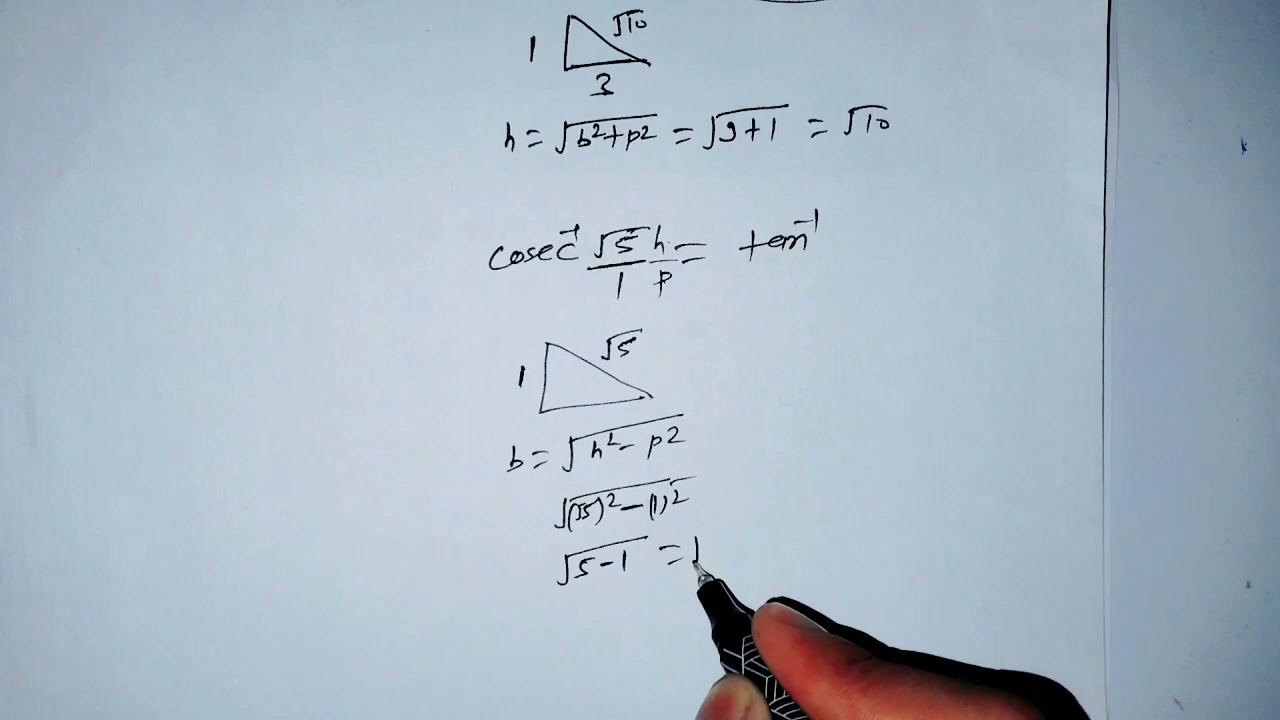 1 √10
3
h = √b²+p² = √9+1 = √10
cosec⁻¹ √5/1 h/p = tan⁻¹
1 √5
b = √h²-p²
√(√5)²-(1)²
√5-1 =